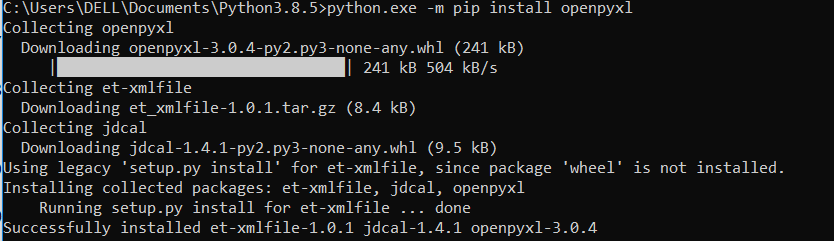 C:\Users\DELL\Documents\Python3.8.5>python.exe -m pip install openpyxl
Collecting openpyxl
  Downloading openpyxl-3.0.4-py2.py3-none-any.whl (241 kB)
     |████████████████████████████████| 241 kB 504 kB/s
Collecting et-xmlfile
  Downloading et_xmlfile-1.0.1.tar.gz (8.4 kB)
Collecting jdcal
  Downloading jdcal-1.4.1-py2.py3-none-any.whl (9.5 kB)
Using legacy 'setup.py install' for et-xmlfile, since package 'wheel' is not installed.
Installing collected packages: et-xmlfile, jdcal, openpyxl
    Running setup.py install for et-xmlfile ... done
Successfully installed et-xmlfile-1.0.1 jdcal-1.4.1 openpyxl-3.0.4